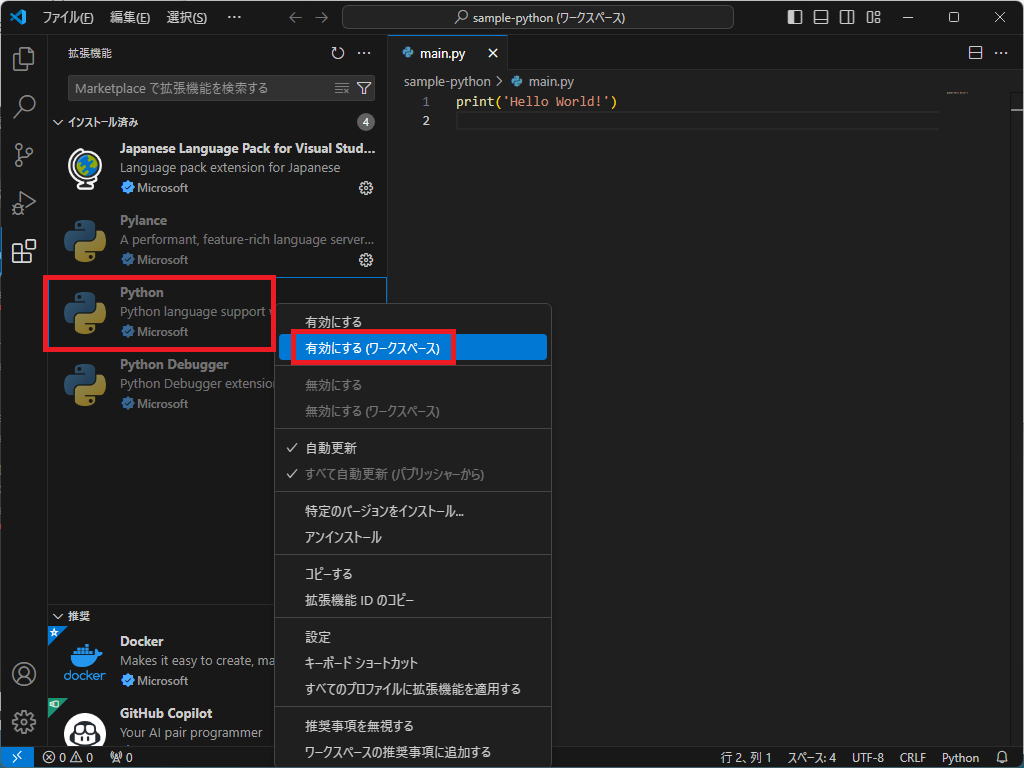 ファイル(F) 編集(E) 選択(S) ...
sample-python (ワークスペース)
拡張機能
Marketplace で拡張機能を検索する
インストール済み
4
Japanese Language Pack for Visual Stud...
Language pack extension for Japanese
Microsoft
Pylance
A performant, feature-rich language server...
Microsoft
Python
Python language support
Microsoft
Python Debugger
Python Debugger extension
Microsoft
推奨
Docker
Makes it easy to create, ma
docker
Microsoft
GitHub Copilot
Your AI pair programmer
有効にする
有効にする (ワークスペース)
無効にする
無効にする (ワークスペース)
自動更新
すべて自動更新 (パブリッシャーから)
特定のバージョンをインストール...
アンインストール
コピーする
拡張機能 ID のコピー
設定
キーボード ショートカット
すべてのプロファイルに拡張機能を適用する
推奨事項を無視する
ワークスペースの推奨事項に追加する
main.py
sample-python > main.py
1 print('Hello World!')
2
0 0 0
行 2、列 1 スペース: 4 UTF-8 CRLF Python